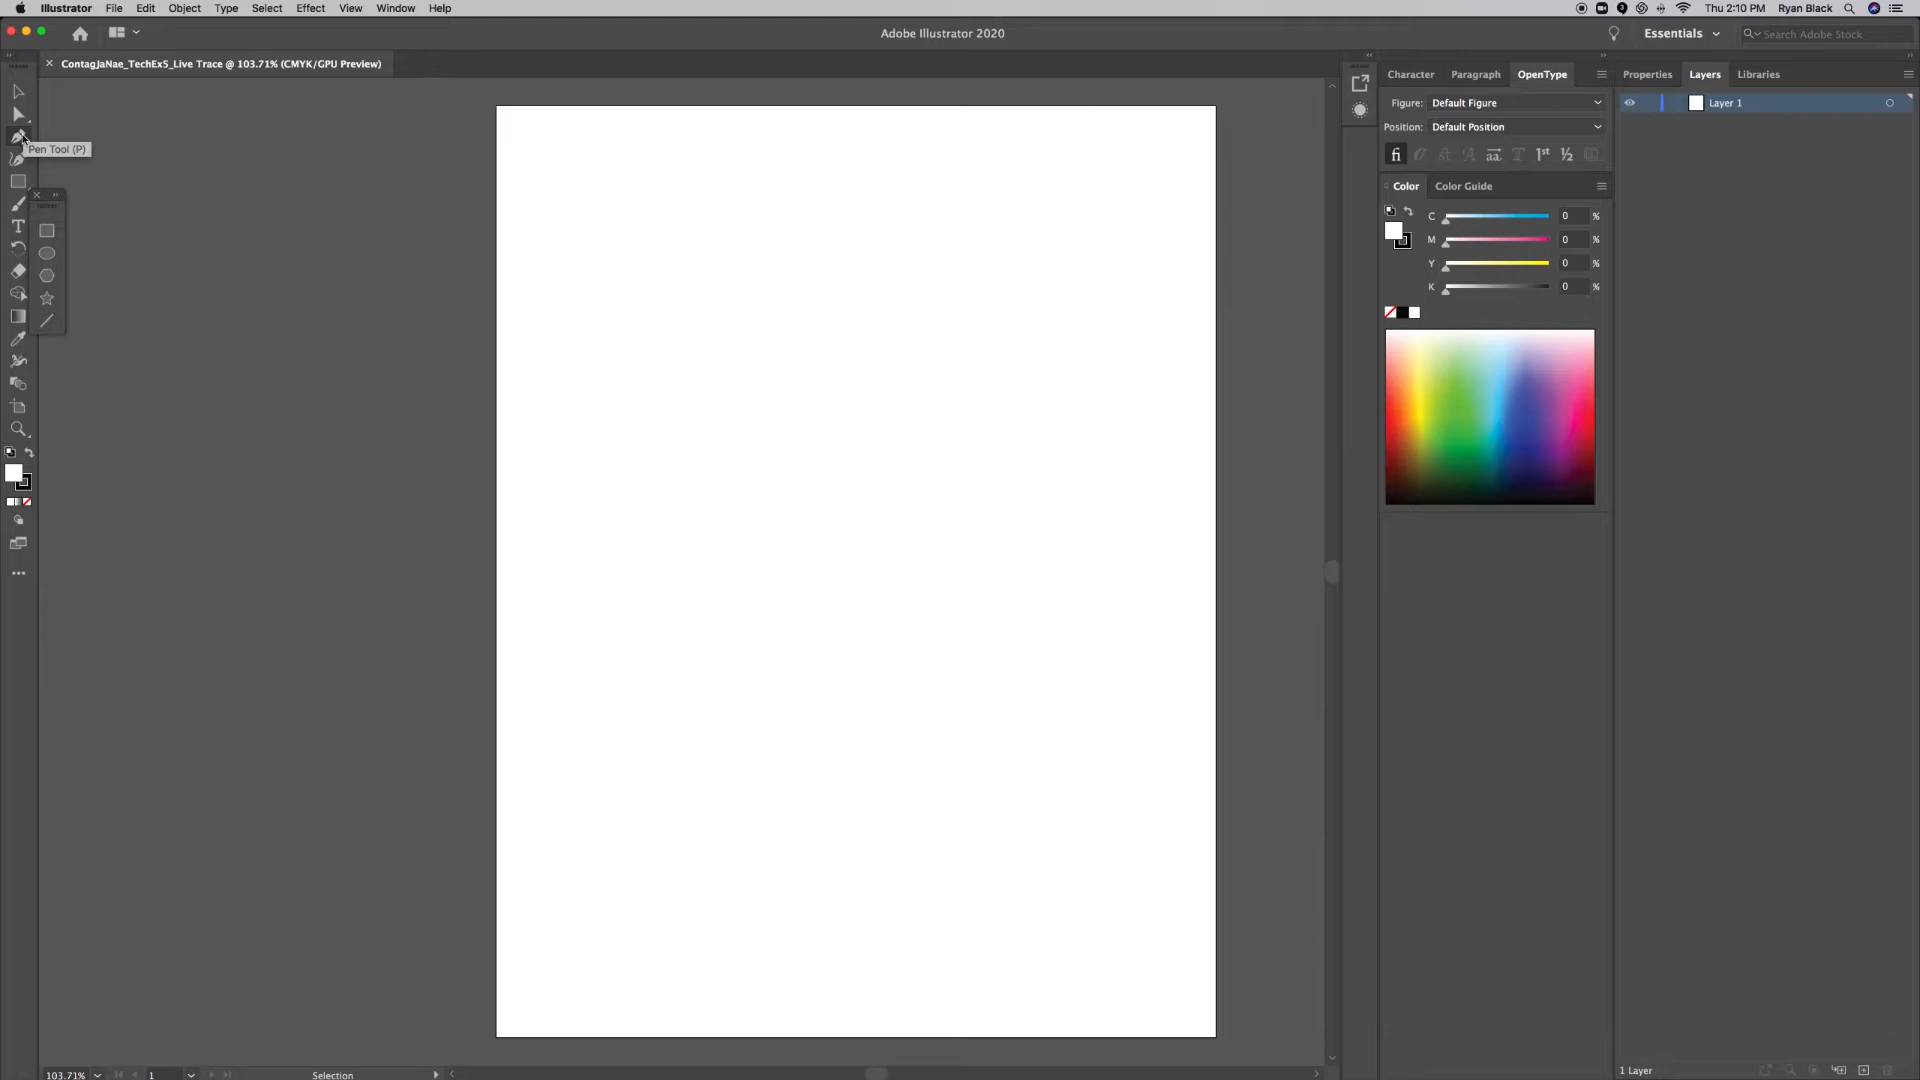 Illustrator File Edit Object Type Select Effect View Window Help
Thu 2:10 PM Ryan Black
Adobe Illustrator 2020
Essentials
Search Adobe Stock
ContagJaNae_TechEx5_Live Trace @ 103.71% (CMYK/GPU Preview)
Character Paragraph OpenType
Properties Layers Libraries
Figure: Default Figure
Layer 1
Position: Default Position
Pen Tool (P)
Color Color Guide
C 0 %
M 0 %
Y 0 %
K 0 %
103.71% 1 Selection
1 Layer